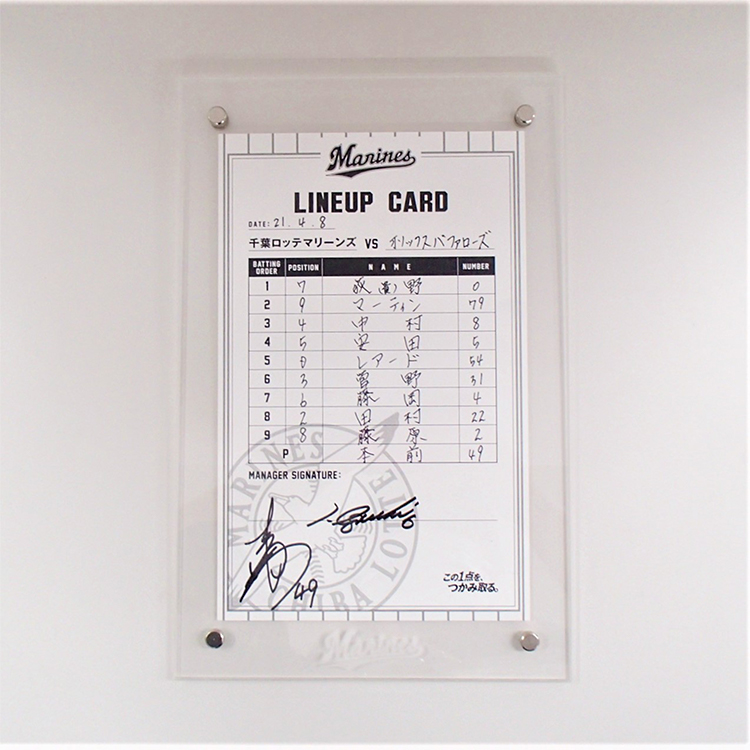 Marines
LINEUP CARD
DATE: 21. 4. 8
千葉ロッテマリーンズ VS オリックスバファローズ
BATTING ORDER POSITION NAME NUMBER
1 7 荻(貴)野 0
2 9 マーティン 79
3 4 中村 8
4 5 安田 5
5 D レアード 54
6 3 菅野 31
7 6 藤岡 4
8 2 田村 22
9 8 藤原 2
P 本前 49
MANAGER SIGNATURE:
MARINES
CHIBA LOTTE
49
この1点を、
つかみ取る。
Marines